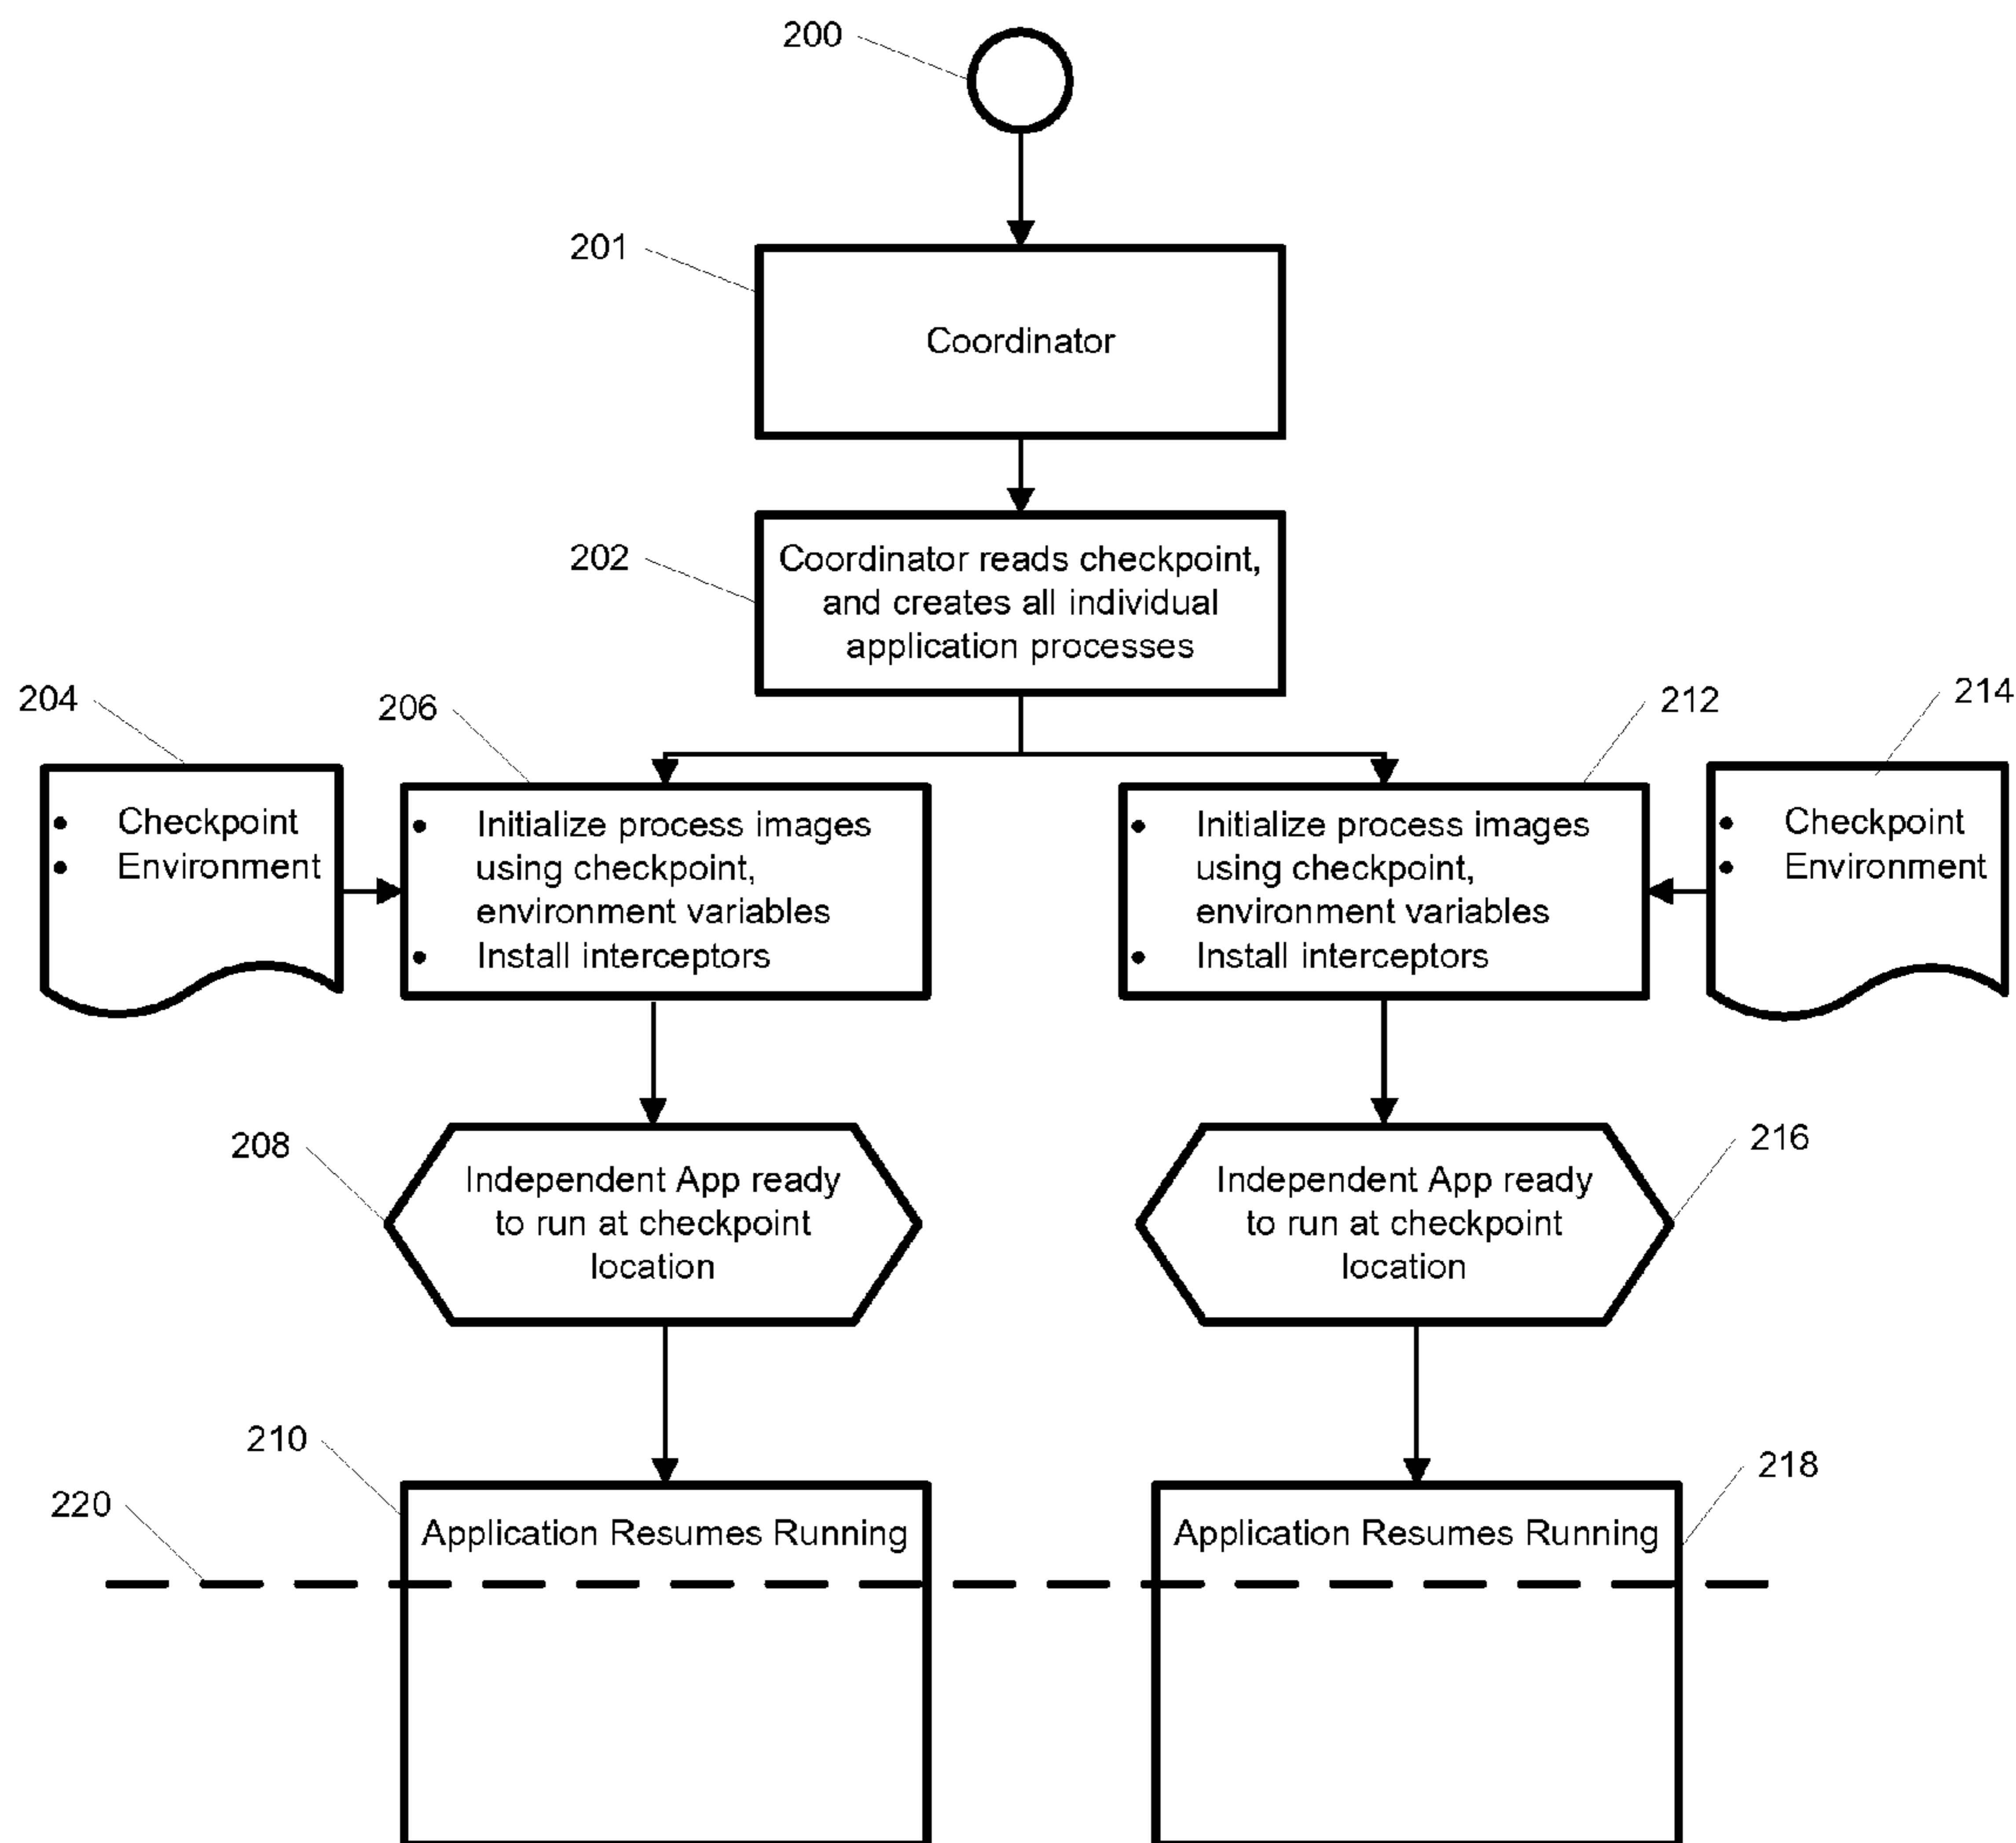 200
201
Coordinator
202
Coordinator reads checkpoint,
and creates all individual
application processes
204
206
212
214
• Checkpoint
• Environment
• Initialize process images
using checkpoint,
environment variables
• Install interceptors
• Initialize process images
using checkpoint,
environment variables
• Install interceptors
• Checkpoint
• Environment
208
Independent App ready
to run at checkpoint
location
Independent App ready
to run at checkpoint
location
216
210
Application Resumes Running
Application Resumes Running
218
220